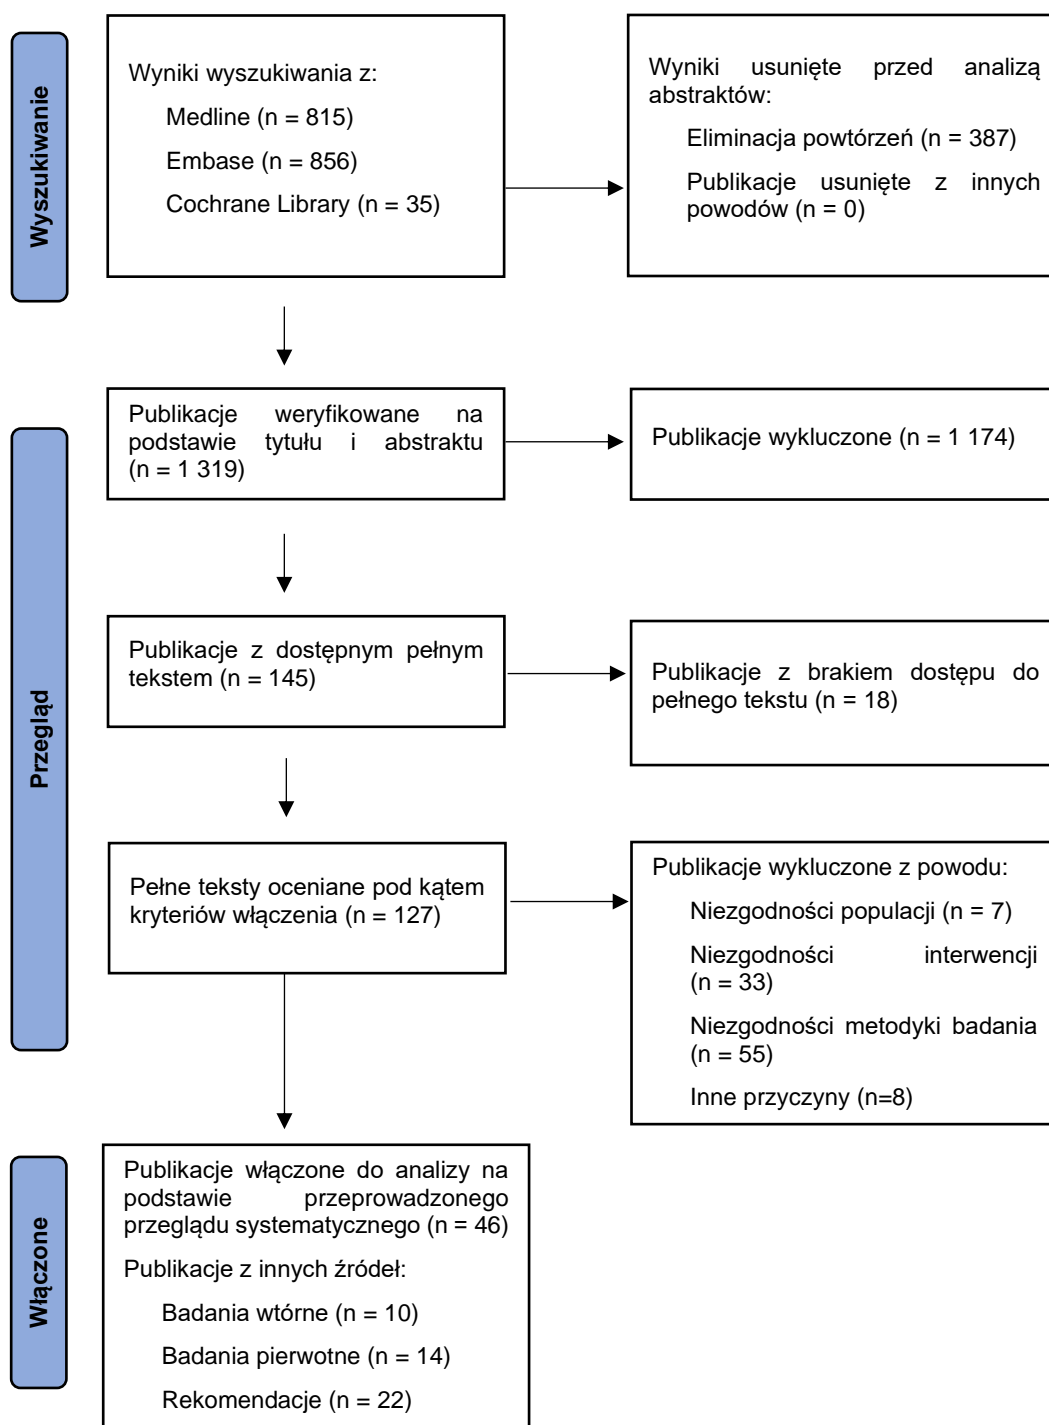 Wyszukiwanie
Wyniki wyszukiwania z:
Medline (n = 815)
Embase (n = 856)
Cochrane Library (n = 35)
Wyniki usunięte przed analizą
abstraktów:
Eliminacja powtórzeń (n = 387)
Publikacje usunięte z innych
powodów (n = 0)
Przegląd
Publikacje weryfikowane na
podstawie tytułu i abstraktu
(n = 1 319)
Publikacje wykluczone (n = 1 174)
Publikacje z dostępnym pełnym
tekstem (n = 145)
Publikacje z brakiem dostępu do
pełnego tekstu (n = 18)
Pełne teksty oceniane pod kątem
kryteriów włączenia (n = 127)
Publikacje wykluczone z powodu:
Niezgodności populacji (n = 7)
Niezgodności interwencji
(n = 33)
Niezgodności metodyki badania
(n = 55)
Inne przyczyny (n=8)
Włączone
Publikacje włączone do analizy na
podstawie przeprowadzonego
przeglądu systematycznego (n = 46)
Publikacje z innych źródeł:
Badania wtórne (n = 10)
Badania pierwotne (n = 14)
Rekomendacje (n = 22)